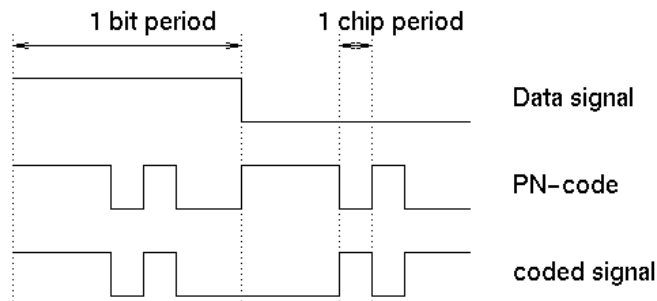 1 bit period
1 chip period
Data signal
PN-code
coded signal